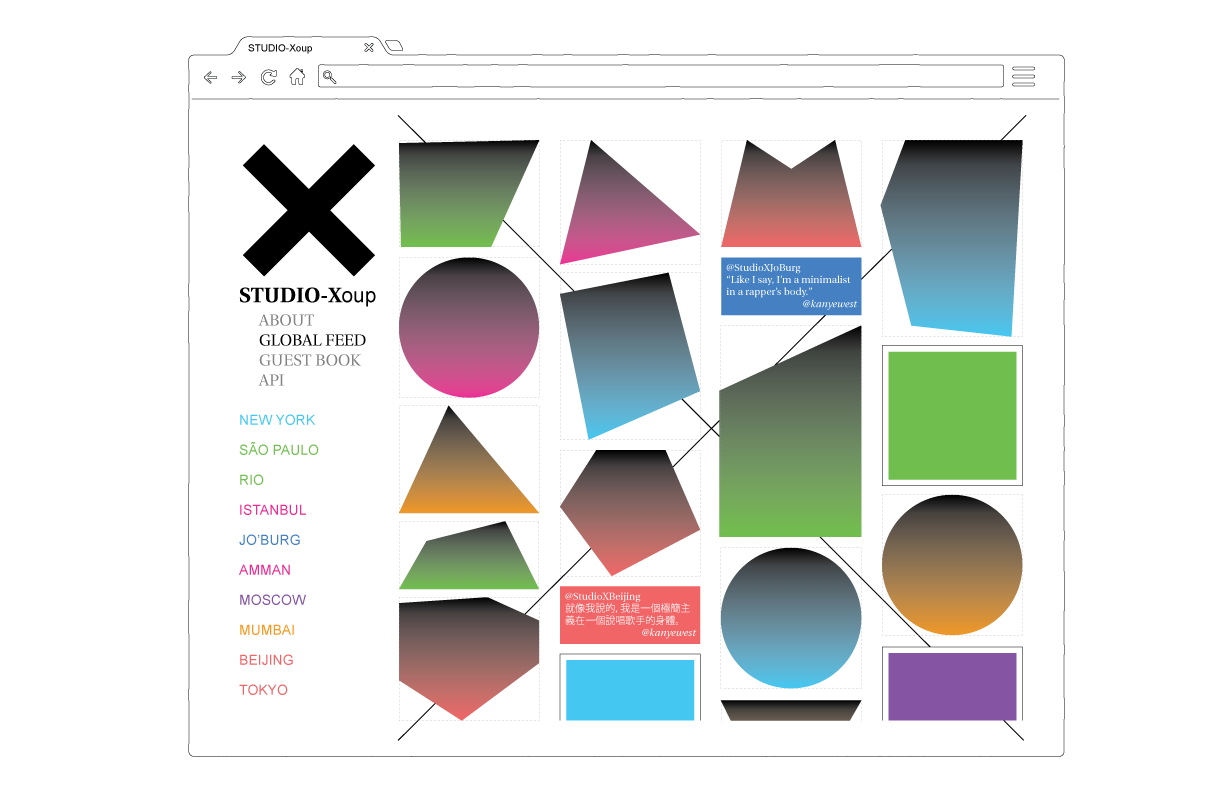 STUDIO-Xoup
STUDIO-Xoup
ABOUT
GLOBAL FEED
GUEST BOOK
API
NEW YORK
SÃO PAULO
RIO
ISTANBUL
JO'BURG
AMMAN
MOSCOW
MUMBAI
BEIJING
TOKYO
@StudioXBeijing
就像我說的, 我是一個極簡主
義在一個說唱歌手的身體。
@kanyewest
@StudioXJoBurg
"Like I say, I'm a minimalist
in a rapper's body."
@kanyewest